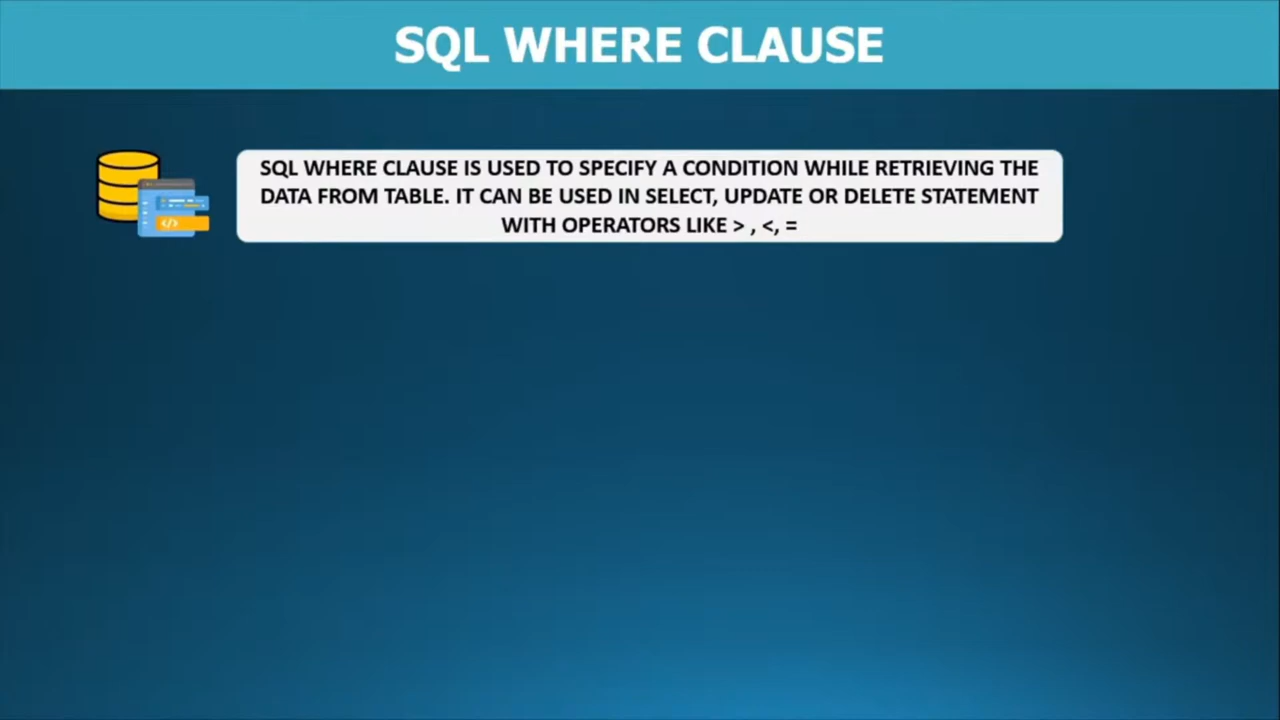 SQL WHERE CLAUSE
SQL WHERE CLAUSE IS USED TO SPECIFY A CONDITION WHILE RETRIEVING THE
DATA FROM TABLE. IT CAN BE USED IN SELECT, UPDATE OR DELETE STATEMENT
WITH OPERATORS LIKE > , <, =
</>